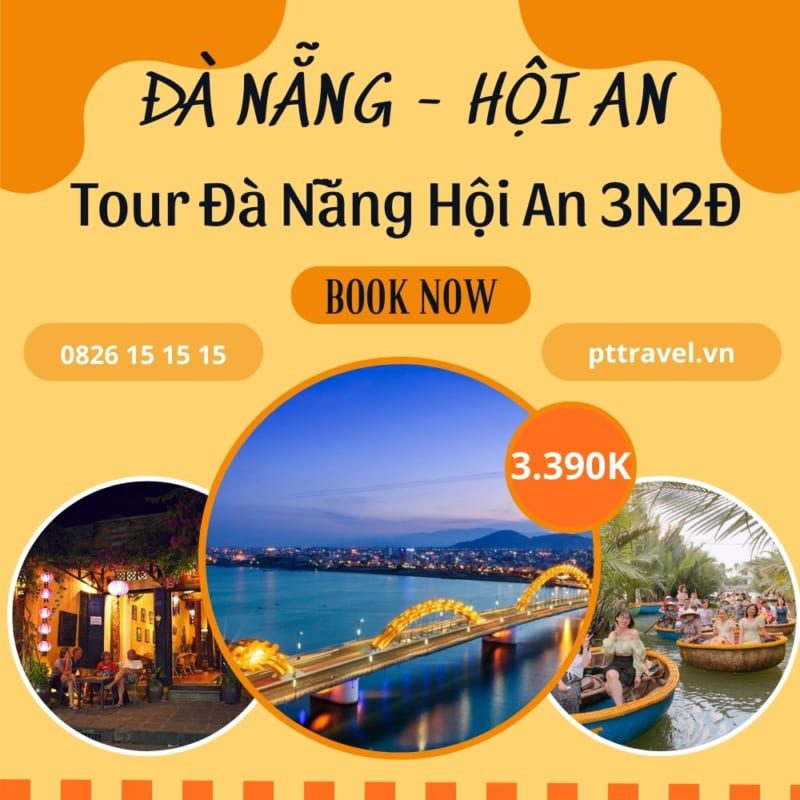 ĐÀ NẴNG - HỘI AN
Tour Đà Nẵng Hội An 3N2Đ
BOOK NOW
0826 15 15 15
pttravel.vn
3.390K